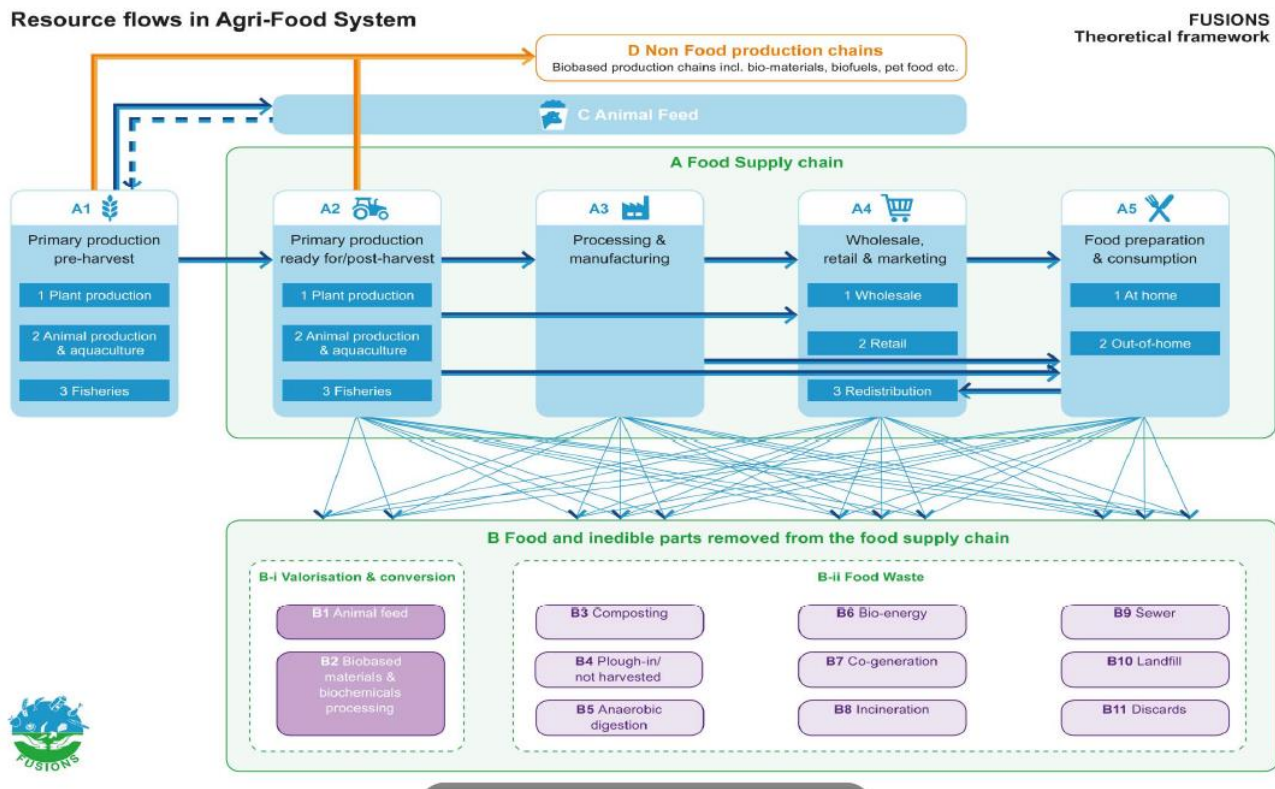 Resource flows in Agri-Food System
FUSIONS
Theoretical framework
D Non Food production chains
Biobased production chains incl. bio-materials, biofuels, pet food etc.
C Animal Feed
A Food Supply chain
A1
Primary production
pre-harvest
1 Plant production
2 Animal production
& aquaculture
3 Fisheries
A2
Primary production
ready for/post-harvest
1 Plant production
2 Animal production
& aquaculture
3 Fisheries
A3
Processing &
manufacturing
A4
Wholesale,
retail & marketing
1 Wholesale
2 Retail
3 Redistribution
A5
Food preparation
& consumption
1 At home
2 Out-of-home
B Food and inedible parts removed from the food supply chain
B-i Valorisation & conversion
B1 Animal feed
B2 Biobased
materials &
biochemicals
processing
B-ii Food Waste
B3 Composting
B4 Plough-in/
not harvested
B5 Anaerobic
digestion
B6 Bio-energy
B7 Co-generation
B8 Incineration
B9 Sewer
B10 Landfill
B11 Discards
FUSIONS